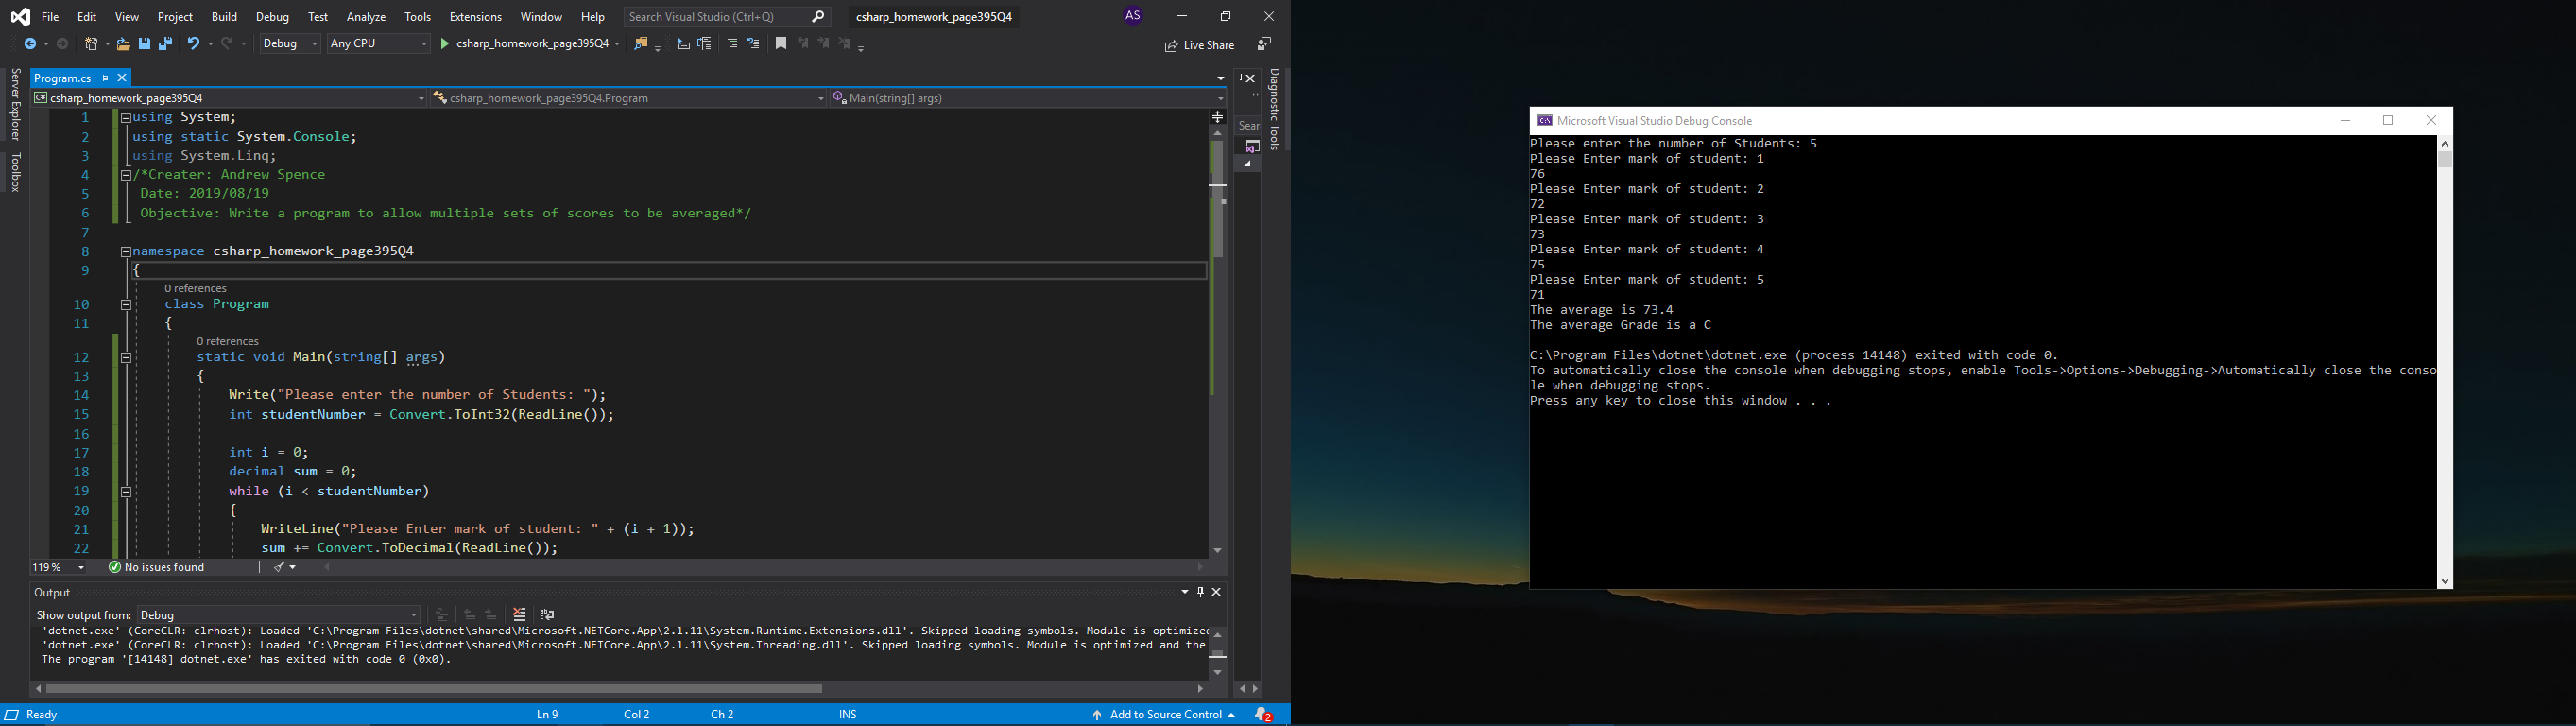 File Edit View Project Build Debug Test Analyze Tools Extensions Window Help Search Visual Studio (Ctrl+Q) csharp_homework_page395Q4 AS
Debug Any CPU csharp_homework_page395Q4 Live Share
Server Explorer
Toolbox
Program.cs
csharp_homework_page395Q4 csharp_homework_page395Q4.Program Main(string[] args)
1 using System;
2 using static System.Console;
3 using System.Linq;
4 /*Creater: Andrew Spence
5 Date: 2019/08/19
6 Objective: Write a program to allow multiple sets of scores to be averaged*/
7
8 namespace csharp_homework_page395Q4
9 {
0 references
10 class Program
11 {
0 references
12 static void Main(string[] args)
13 {
14 Write("Please enter the number of Students: ");
15 int studentNumber = Convert.ToInt32(ReadLine());
16
17 int i = 0;
18 decimal sum = 0;
19 while (i < studentNumber)
20 {
21 WriteLine("Please Enter mark of student: " + (i + 1));
22 sum += Convert.ToDecimal(ReadLine());
119 % No issues found
Sear
Diagnostic Tools
Output
Show output from: Debug
'dotnet.exe' (CoreCLR: clrhost): Loaded 'C:\Program Files\dotnet\shared\Microsoft.NETCore.App\2.1.11\System.Runtime.Extensions.dll'. Skipped loading symbols. Module is optimized
'dotnet.exe' (CoreCLR: clrhost): Loaded 'C:\Program Files\dotnet\shared\Microsoft.NETCore.App\2.1.11\System.Threading.dll'. Skipped loading symbols. Module is optimized and the
The program '[14148] dotnet.exe' has exited with code 0 (0x0).
Ready Ln 9 Col 2 Ch 2 INS Add to Source Control 2
Microsoft Visual Studio Debug Console
Please enter the number of Students: 5
Please Enter mark of student: 1
76
Please Enter mark of student: 2
72
Please Enter mark of student: 3
73
Please Enter mark of student: 4
75
Please Enter mark of student: 5
71
The average is 73.4
The average Grade is a C
C:\Program Files\dotnet\dotnet.exe (process 14148) exited with code 0.
To automatically close the console when debugging stops, enable Tools->Options->Debugging->Automatically close the conso
le when debugging stops.
Press any key to close this window . . .